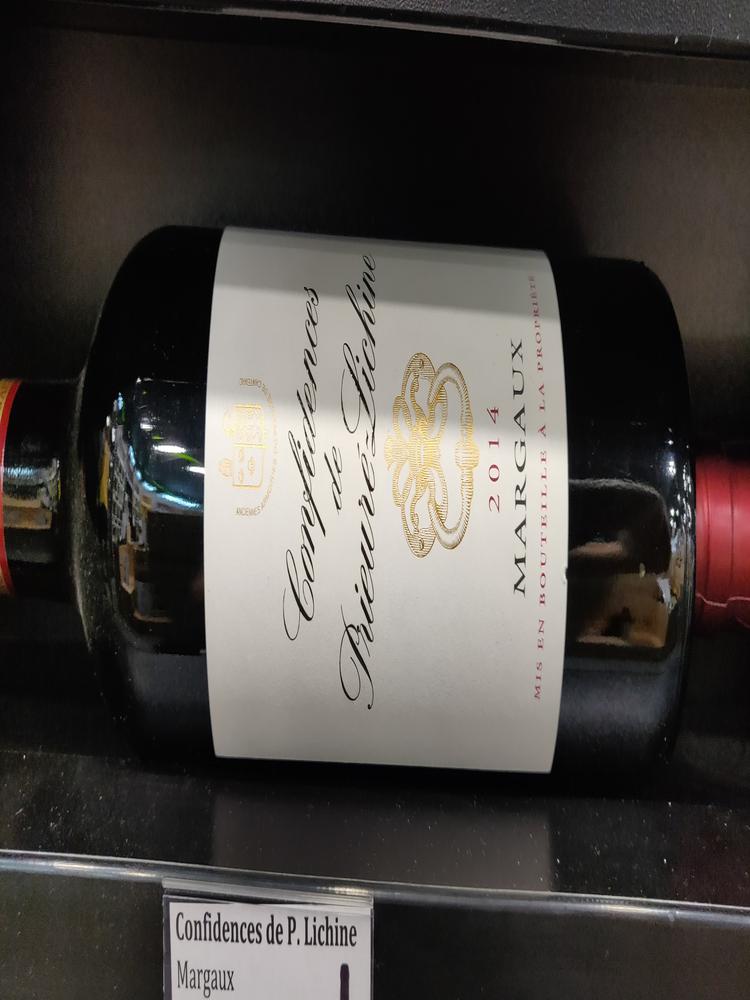 Confidences
de
Prieuré-Lichine
2014
MARGAUX
MIS EN BOUTEILLE À LA PROPRIÉTÉ
Confidences de P. Lichine
Margaux